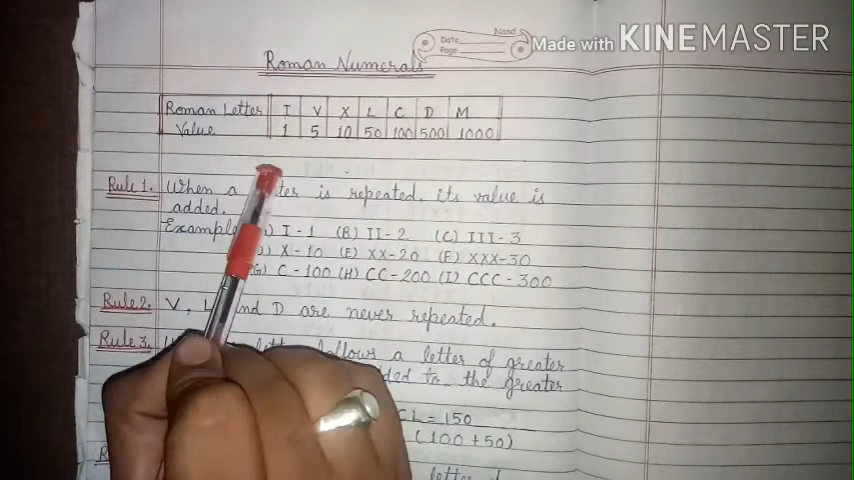 Made with KINEMASTER
Nand
Date
Page
Roman Numerals
Roman Letter I V X L C D M
Value 1 5 10 50 100 500 1000
Rule 1. When a is repeated, its value is
added.
I - 1 (B) II - 2 (C) III - 3
X - 10 (E) XX - 20 (F) XXX - 30
C - 100 (H) CC - 200 (I) CCC - 300
Rule 2. V, L and D are never repeated.
Rule 3. follows a letter of greater
to the greater
CL = 150
(100 + 50)
letter